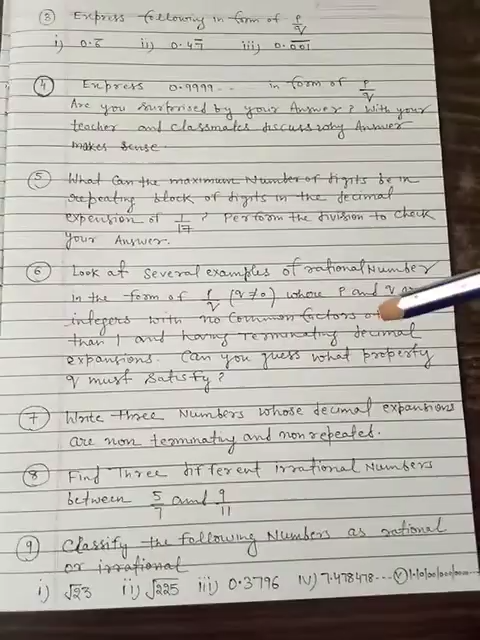 ③ Express following in form of p/q
i) 0.6̅ ii) 0.47̅ iii) 0.0̅0̅1̅
④ Express 0.9999... in form of p/q
Are you surprised by your Answer? With your
teacher and classmates discuss why Answer
makes sense.
⑤ What can the maximum Number of digits be in
repeating block of digits in the decimal
expension of 1/17? Perform the division to check
your Answer.
⑥ Look at several examples of rational Number
in the form of p/q (q≠0) whose p and q
integers with no common factors
than 1 and having terminating decimal
expansions. Can you guess what property
q must satisfy?
⑦ Write three Numbers whose decimal expansions
are non terminating and non repeated.
⑧ Find Three different irrational Numbers
between 5/7 and 9/11
⑨ Classify the following Numbers as rational
or irrational
i) √23 ii) √225 iii) 0.3796 iv) 7.478478... (v)